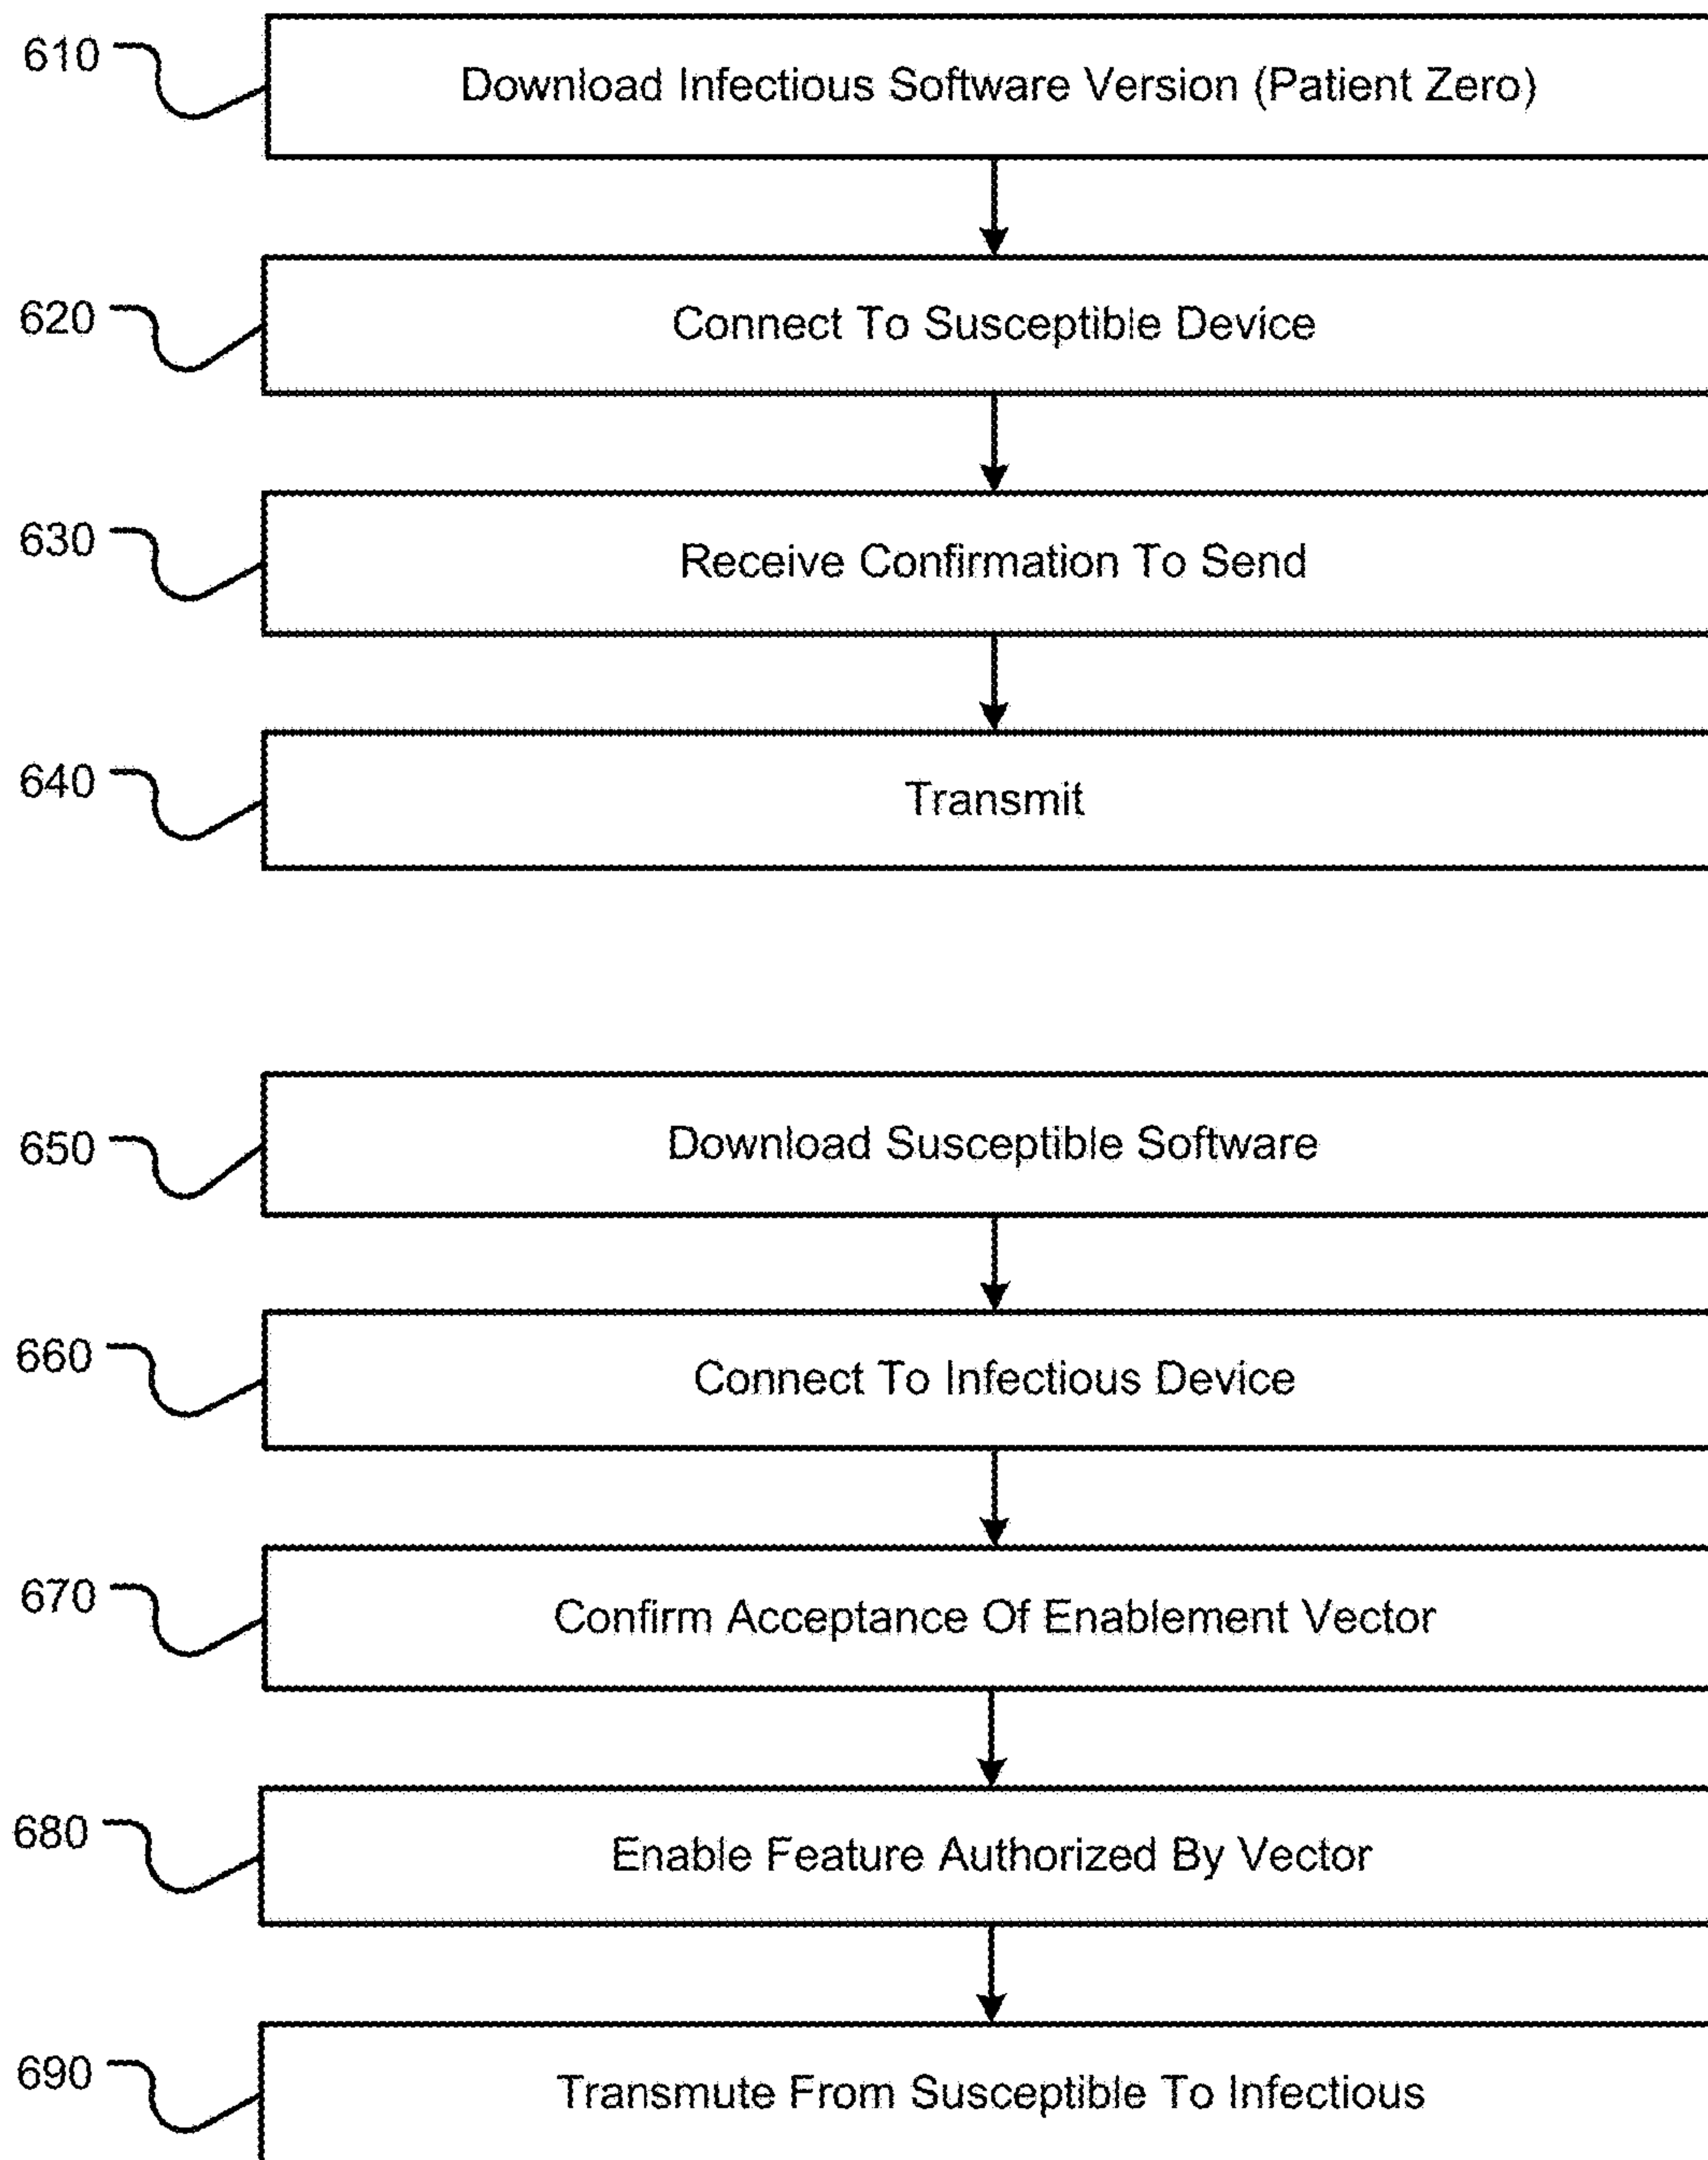 610 Download Infectious Software Version (Patient Zero)
620 Connect To Susceptible Device
630 Receive Confirmation To Send
640 Transmit
650 Download Susceptible Software
660 Connect To Infectious Device
670 Confirm Acceptance Of Enablement Vector
680 Enable Feature Authorized By Vector
690 Transmute From Susceptible To Infectious